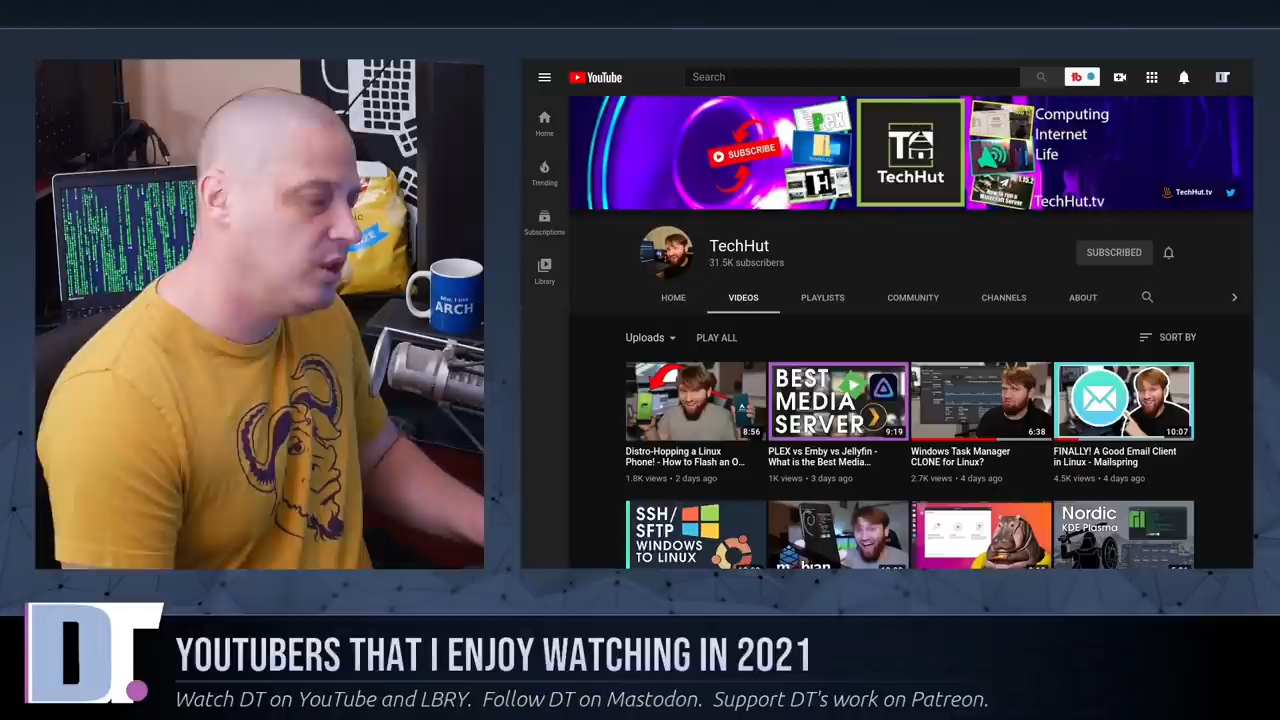 BTW, I use
ARCH
YouTube
Search
Home
Trending
Subscriptions
Library
SUBSCRIBE
Plex
TechHut
Computing
Internet
Life
TechHut.tv
TechHut.tv
TechHut
31.5K subscribers
SUBSCRIBED
HOME
VIDEOS
PLAYLISTS
COMMUNITY
CHANNELS
ABOUT
Uploads
PLAY ALL
SORT BY
8:56
BEST
MEDIA
SERVER
9:19
6:38
10:07
Distro-Hopping a Linux
Phone! - How to Flash an O...
1.8K views • 2 days ago
PLEX vs Emby vs Jellyfin -
What is the Best Media...
1K views • 3 days ago
Windows Task Manager
CLONE for Linux?
2.7K views • 4 days ago
FINALLY! A Good Email Client
in Linux - Mailspring
4.5K views • 4 days ago
SSH/
SFTP
WINDOWS
TO LINUX
Nordic
KDE Plasma
DT
YOUTUBERS THAT I ENJOY WATCHING IN 2021
Watch DT on YouTube and LBRY. Follow DT on Mastodon. Support DT's work on Patreon.